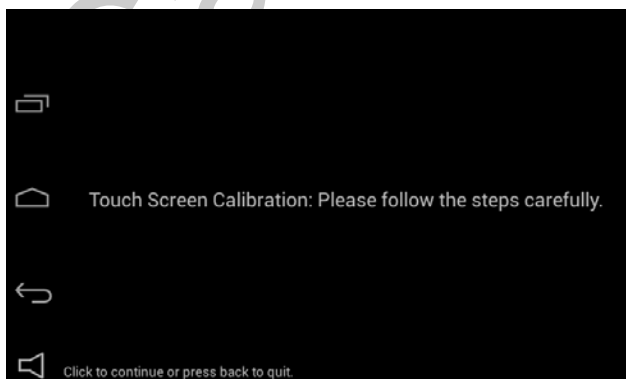 Touch Screen Calibration: Please follow the steps carefully.
Click to continue or press back to quit.